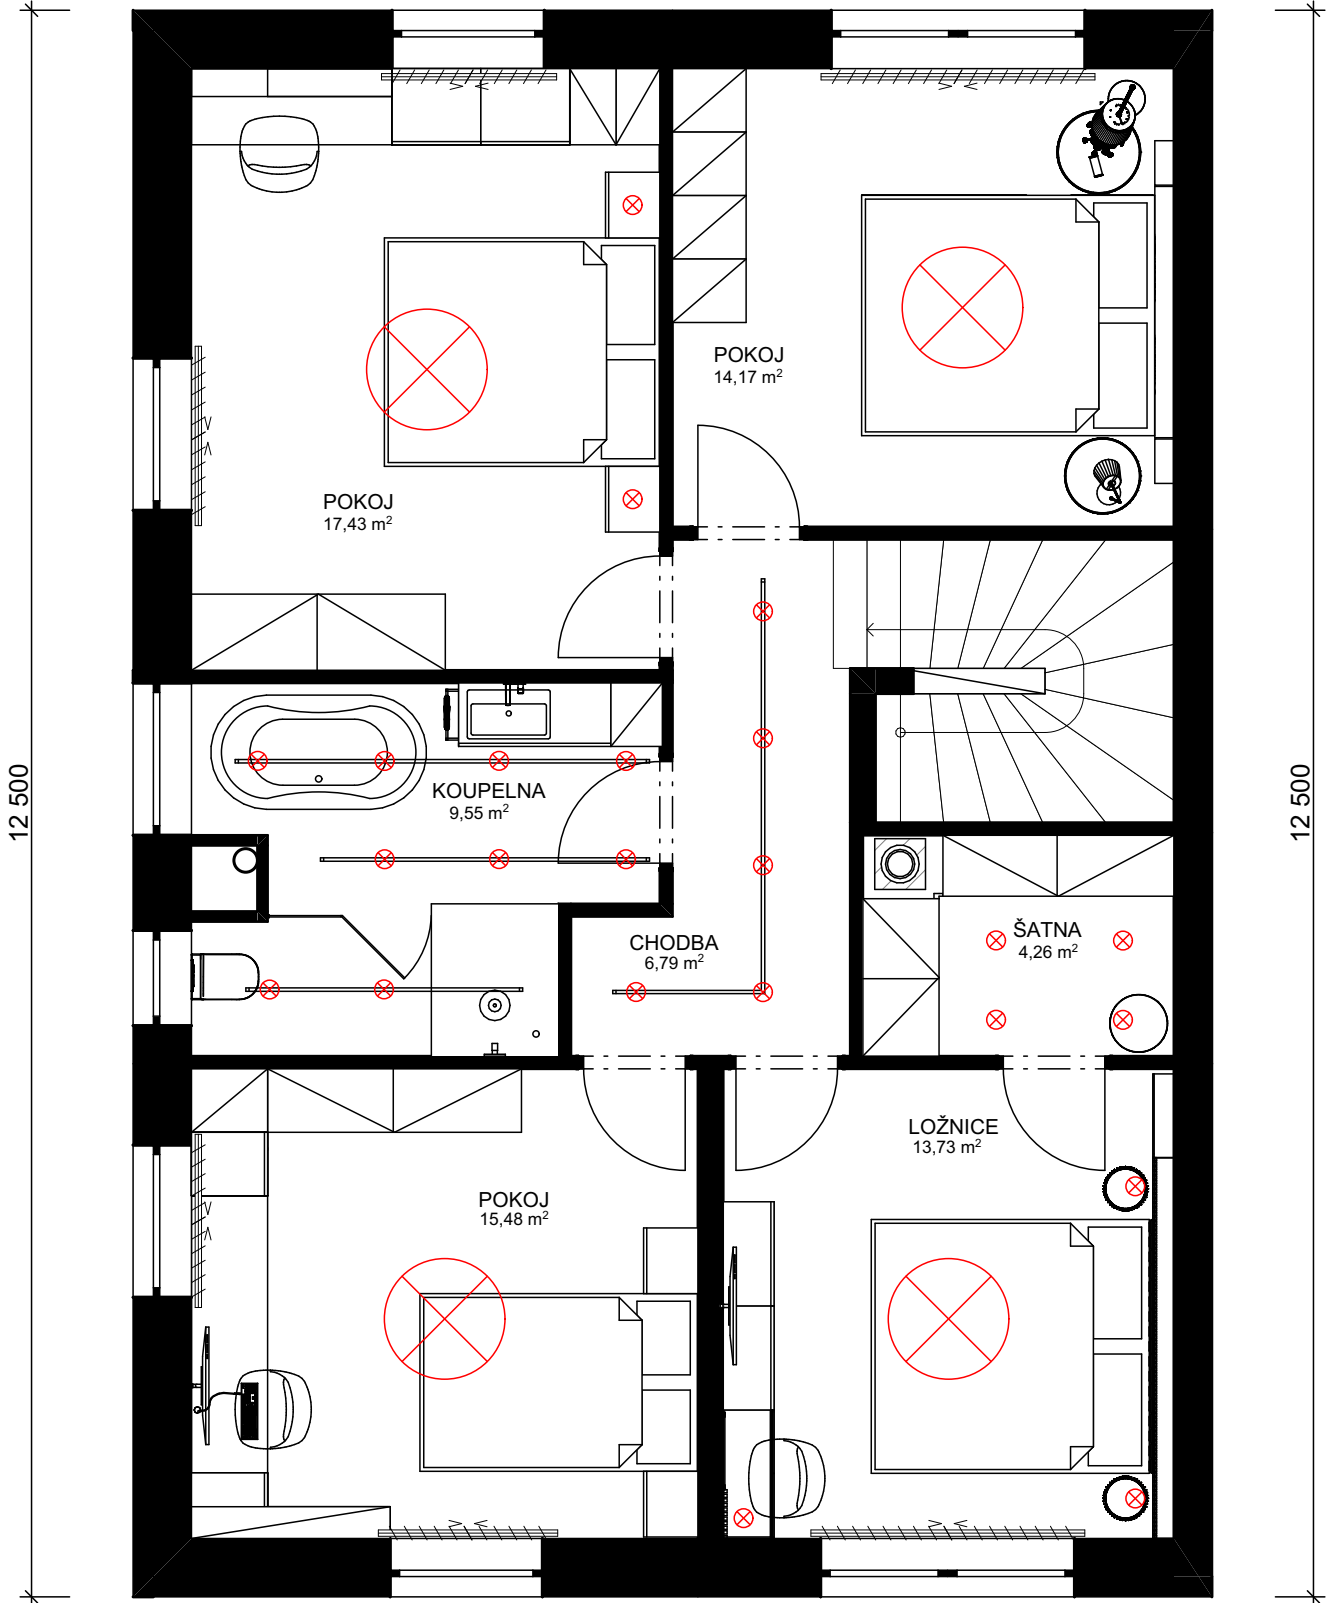 POKOJ
14,17 m²
POKOJ
17,43 m²
12 500
12 500
KOUPELNA
9,55 m²
CHODBA
6,79 m²
ŠATNA
4,26 m²
LOŽNICE
13,73 m²
POKOJ
15,48 m²